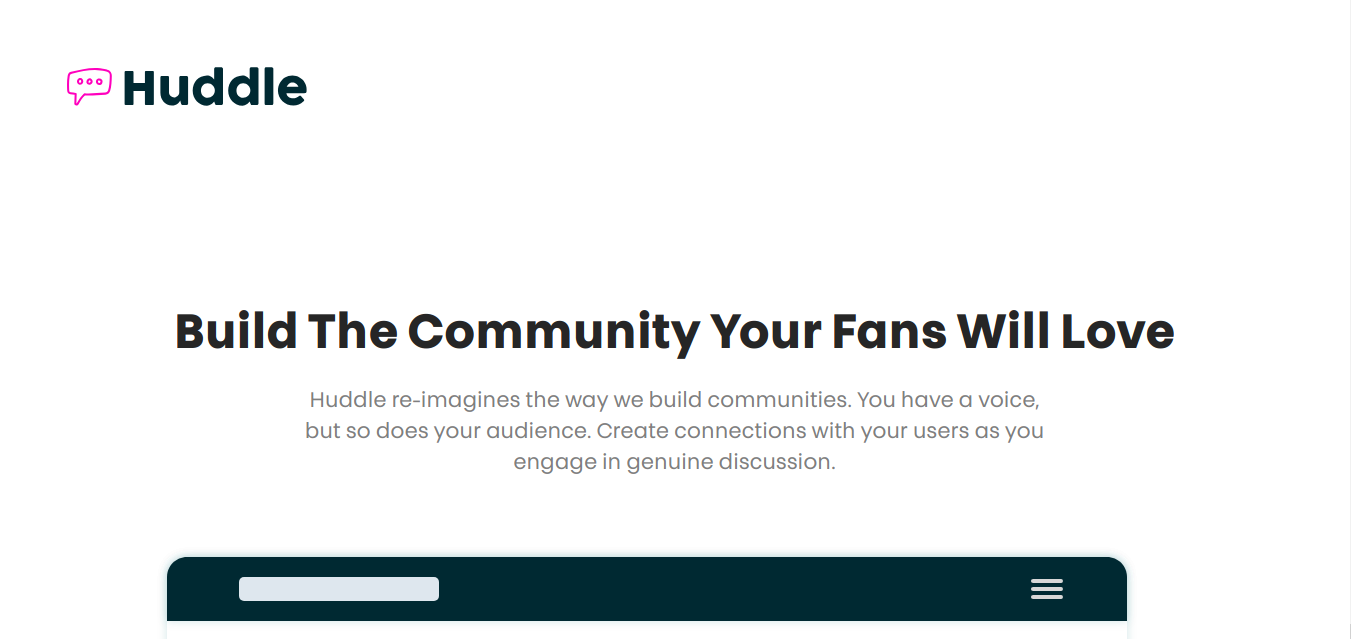 Huddle
Build The Community Your Fans Will Love
Huddle re-imagines the way we build communities. You have a voice,
but so does your audience. Create connections with your users as you
engage in genuine discussion.